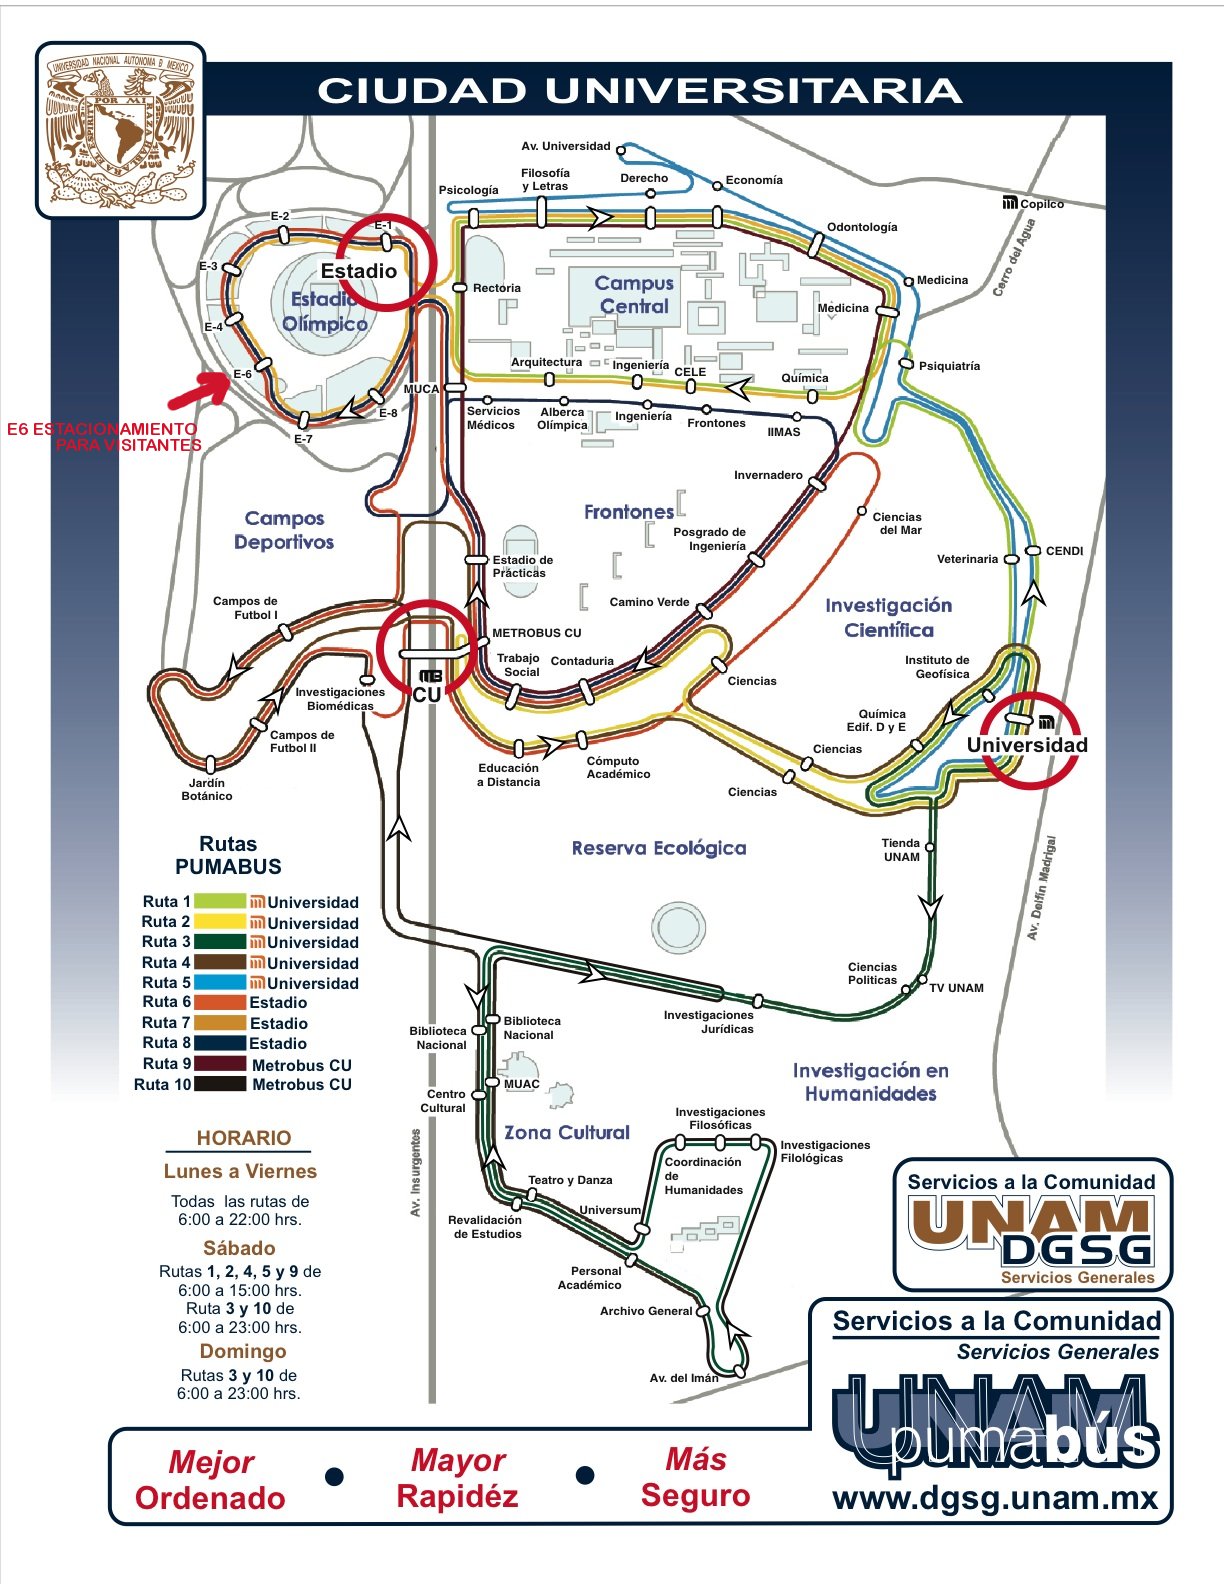 UNIVERSIDAD NACIONAL AUTONOMA D MEXICO
POR MI RAZA HABLARA EL ESPIRITU
CIUDAD UNIVERSITARIA
Av. Universidad
Filosofía
y Letras
Derecho
Economía
Psicología
Copilco
Odontología
Cerro del Agua
E-1
E-2
E-3
E-4
E-6
E-7
E-8
Estadio
Estadio
Olímpico
Rectoria
Campus
Central
Medicina
Medicina
Arquitectura
Ingeniería
CELE
Química
Psiquiatría
MUCA
E6 ESTACIONAMIENTO
PARA VISITANTES
Servicios
Médicos
Alberca
Olímpica
Ingeniería
Frontones
IIMAS
Invernadero
Campos
Deportivos
Frontones
Posgrado de
Ingeniería
Ciencias
del Mar
Estadio de
Prácticas
Veterinaria
CENDI
Campos de
Futbol I
Camino Verde
Investigación
Científica
METROBUS CU
Trabajo
Social
Contaduria
Instituto de
Geofísica
Investigaciones
Biomédicas
MB
CU
Ciencias
Química
Edif. D y E
Universidad
Campos de
Futbol II
Ciencias
Jardín
Botánico
Educación
a Distancia
Cómputo
Académico
Ciencias
Rutas
PUMABUS
Ruta 1 Universidad
Ruta 2 Universidad
Ruta 3 Universidad
Ruta 4 Universidad
Ruta 5 Universidad
Ruta 6 Estadio
Ruta 7 Estadio
Ruta 8 Estadio
Ruta 9 Metrobus CU
Ruta 10 Metrobus CU
Reserva Ecológica
Tienda
UNAM
Av. Delfín Madrigal
Ciencias
Politicas
TV UNAM
Investigaciones
Jurídicas
Biblioteca
Nacional
Biblioteca
Nacional
MUAC
Centro
Cultural
Investigación en
Humanidades
Zona Cultural
Investigaciones
Filosóficas
Investigaciones
Filológicas
Coordinación
de
Humanidades
Av. Insurgentes
Teatro y Danza
Universum
Revalidación
de Estudios
Personal
Académico
Archivo General
Av. del Imán
HORARIO
Lunes a Viernes
Todas las rutas de
6:00 a 22:00 hrs.
Sábado
Rutas 1, 2, 4, 5 y 9 de
6:00 a 15:00 hrs.
Ruta 3 y 10 de
6:00 a 23:00 hrs.
Domingo
Rutas 3 y 10 de
6:00 a 23:00 hrs.
Servicios a la Comunidad
UNAM
DGSG
Servicios Generales
Servicios a la Comunidad
Servicios Generales
UNAM
pumabús
www.dgsg.unam.mx
Mejor
Ordenado
Mayor
Rapidéz
Más
Seguro